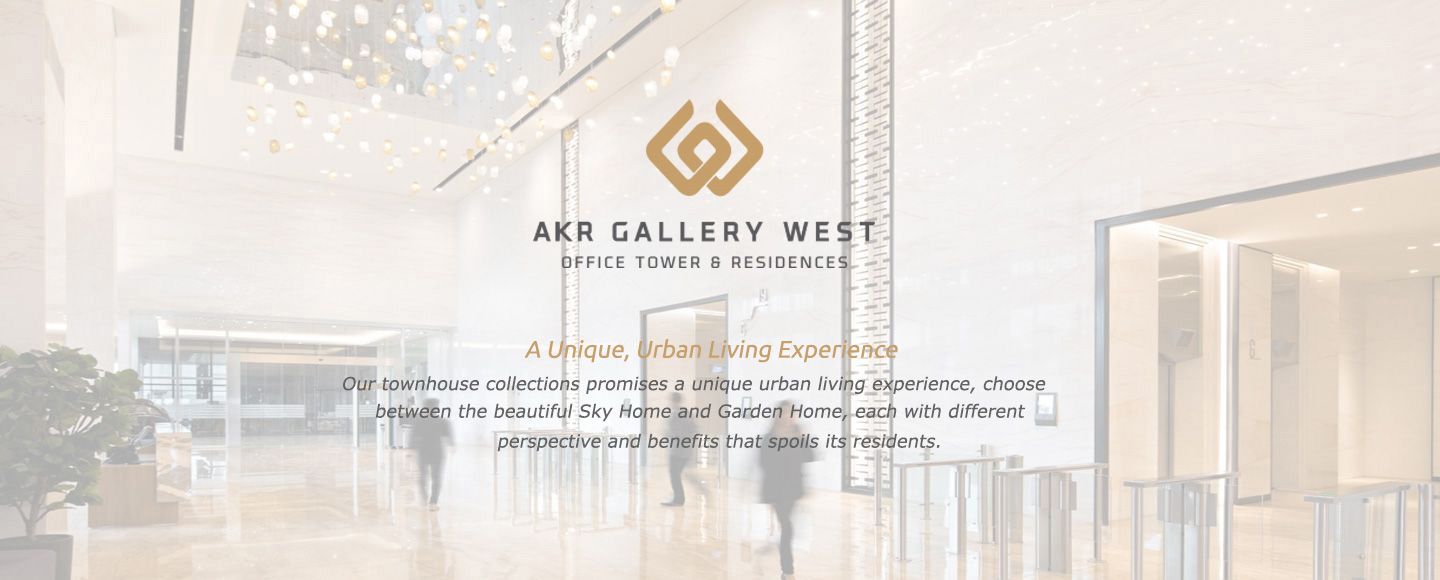 AKR GALLERY WEST
OFFICE TOWER & RESIDENCES
A Unique, Urban Living Experience
Our townhouse collections promises a unique urban living experience, choose
between the beautiful Sky Home and Garden Home, each with different
perspective and benefits that spoils its residents.